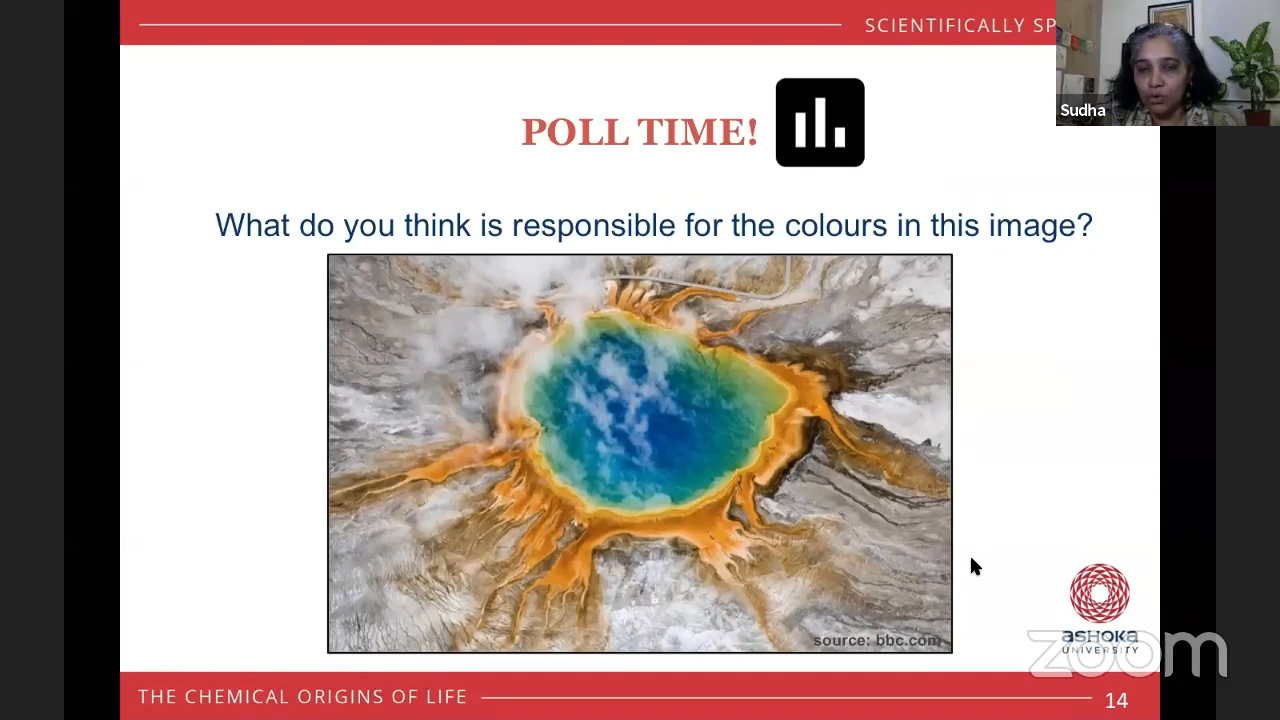 SCIENTIFICALLY SP
Sudha
POLL TIME!
What do you think is responsible for the colours in this image?
source: bbc.com
ASHOKA
UNIVERSITY
zoom
THE CHEMICAL ORIGINS OF LIFE
14